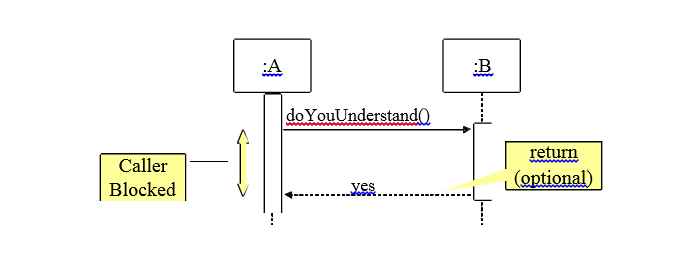 :A
:B
doYouUnderstand()
Caller
Blocked
return
(optional)
yes